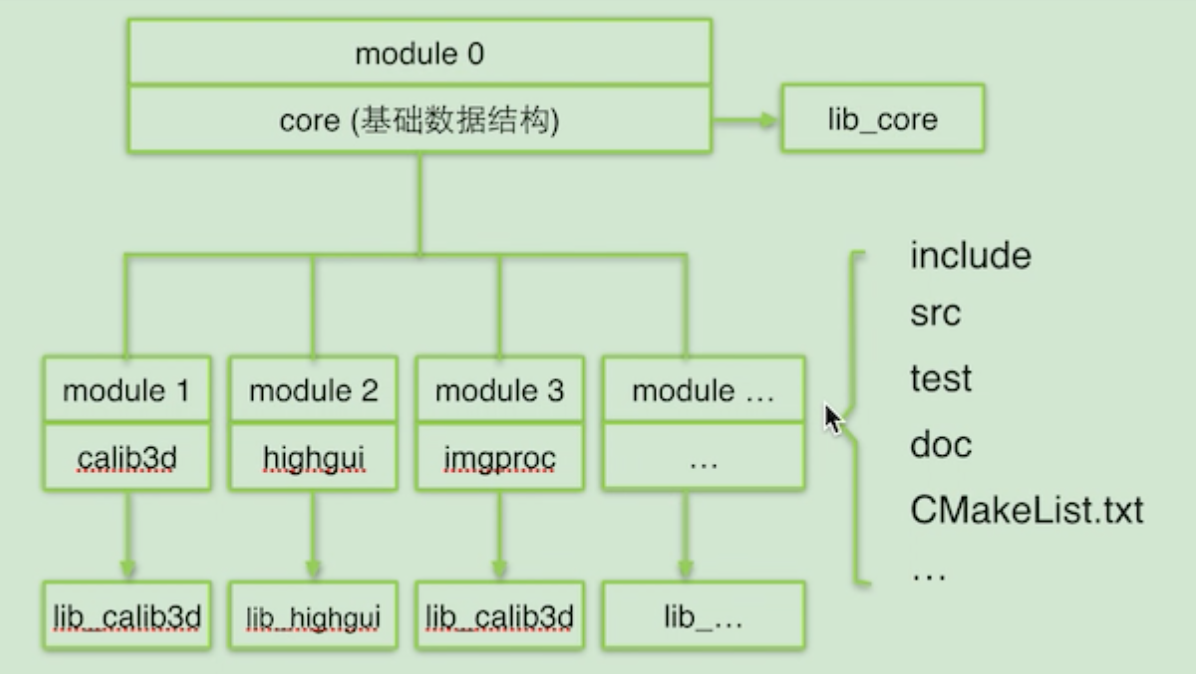 module 0
core (基础数据结构)
lib_core
include
src
test
doc
CMakeList.txt
...
module 1
module 2
module 3
module ...
calib3d
highgui
imgproc
...
lib_calib3d
lib_highgui
lib_calib3d
lib_...